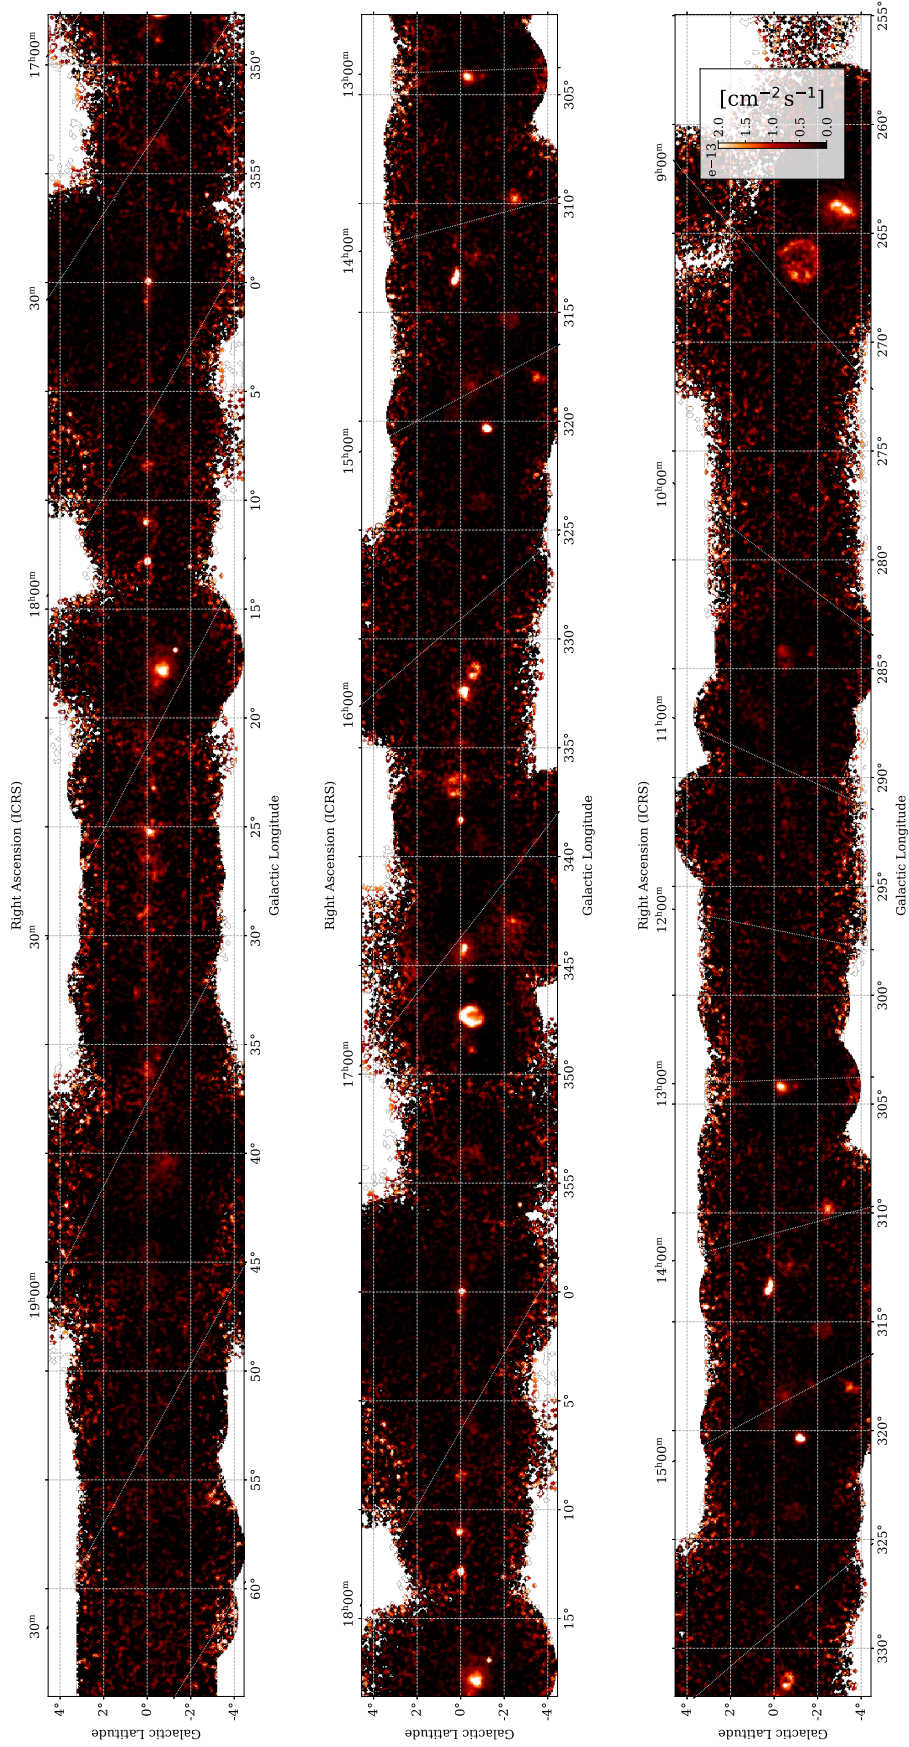 Right Ascension (ICRS)
30ᵐ 19ʰ00ᵐ 30ᵐ 18ʰ00ᵐ 30ᵐ 17ʰ00ᵐ
4°
2°
0°
-2°
-4°
Galactic Latitude
60° 55° 50° 45° 40° 35° 30° 25° 20° 15° 10° 5° 0° 355° 350°
Galactic Longitude
Right Ascension (ICRS)
18ʰ00ᵐ 17ʰ00ᵐ 16ʰ00ᵐ 15ʰ00ᵐ 14ʰ00ᵐ 13ʰ00ᵐ
4°
2°
0°
-2°
-4°
Galactic Latitude
15° 10° 5° 0° 355° 350° 345° 340° 335° 330° 325° 320° 315° 310° 305°
Galactic Longitude
Right Ascension (ICRS)
15ʰ00ᵐ 14ʰ00ᵐ 13ʰ00ᵐ 12ʰ00ᵐ 11ʰ00ᵐ 10ʰ00ᵐ 9ʰ00ᵐ
4°
2°
0°
-2°
-4°
Galactic Latitude
e−13
[cm⁻² s⁻¹]
0.0 0.5 1.0 1.5 2.0
330° 325° 320° 315° 310° 305° 300° 295° 290° 285° 280° 275° 270° 265° 260° 255°
Galactic Longitude